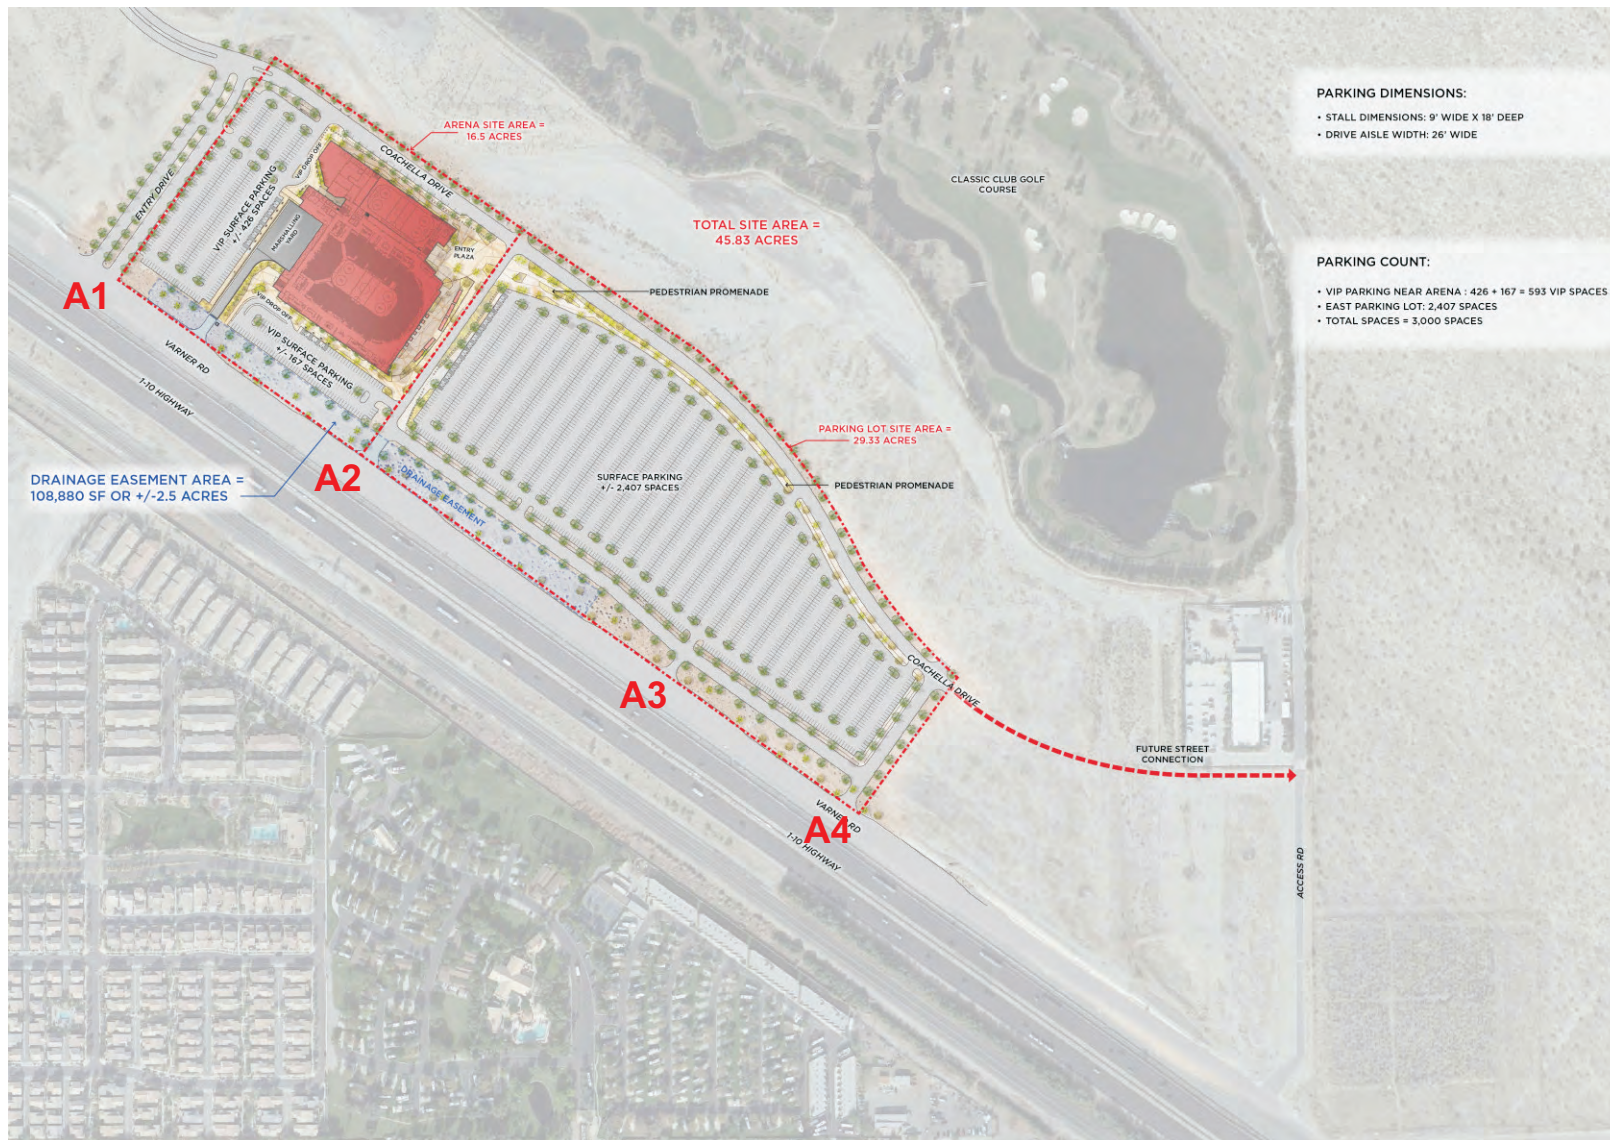 PARKING DIMENSIONS:
• STALL DIMENSIONS: 9' WIDE X 18' DEEP
• DRIVE AISLE WIDTH: 26' WIDE
ARENA SITE AREA =
16.5 ACRES
COACHELLA DRIVE
VIP DROP OFF
ENTRY DRIVE
VIP SURFACE PARKING
+/- 426 SPACES
MARSHALLING
YARD
ENTRY
PLAZA
CLASSIC CLUB GOLF
COURSE
TOTAL SITE AREA =
45.83 ACRES
PARKING COUNT:
• VIP PARKING NEAR ARENA : 426 + 167 = 593 VIP SPACES
• EAST PARKING LOT: 2,407 SPACES
• TOTAL SPACES = 3,000 SPACES
A1
PEDESTRIAN PROMENADE
VIP DROP OFF
VIP SURFACE PARKING
+/- 167 SPACES
VARNER RD
1-10 HIGHWAY
PARKING LOT SITE AREA =
29.33 ACRES
A2
DRAINAGE EASEMENT AREA =
108,880 SF OR +/-2.5 ACRES
DRAINAGE EASEMENT
SURFACE PARKING
+/- 2,407 SPACES
PEDESTRIAN PROMENADE
A3
COACHELLA DRIVE
FUTURE STREET
CONNECTION
VARNER RD
A4
1-10 HIGHWAY
ACCESS RD